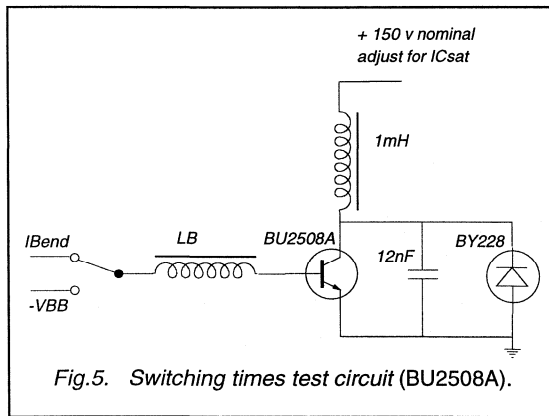 + 150 v nominal
adjust for ICsat
1mH
IBend
LB
BU2508A
12nF
BY228
-VBB
Fig.5. Switching times test circuit (BU2508A).